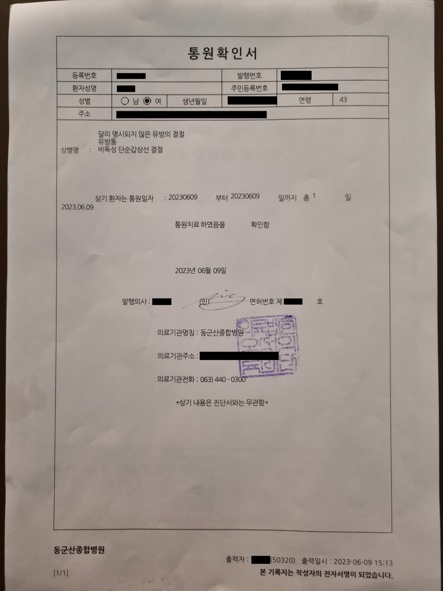 통원확인서
등록번호 발행번호
환자성명 주민등록번호
성별 남 여 생년월일 연령 43
주소
달리 명시되지 않은 유방의 결절
유방통
상병명 : 비독성 단순갑상선 결절
상기 환자는 통원일자 : 20230609 부터 20230609 일까지 총 1 일
2023.06.09
통원치료 하였음을 확인함
2023년 06월 09일
발행의사 : (인) 면허번호 제 호
의료기관명칭 : 동군산종합병원
의료기관주소 :
의료기관전화 : 063) 440 - 0300
*상기 내용은 진단서와는 무관함*
동군산종합병원
출력자 : (50320) 출력일시 : 2023-06-09 15:13
[1/1] 본 기록지는 작성자의 전자서명이 되었습니다.